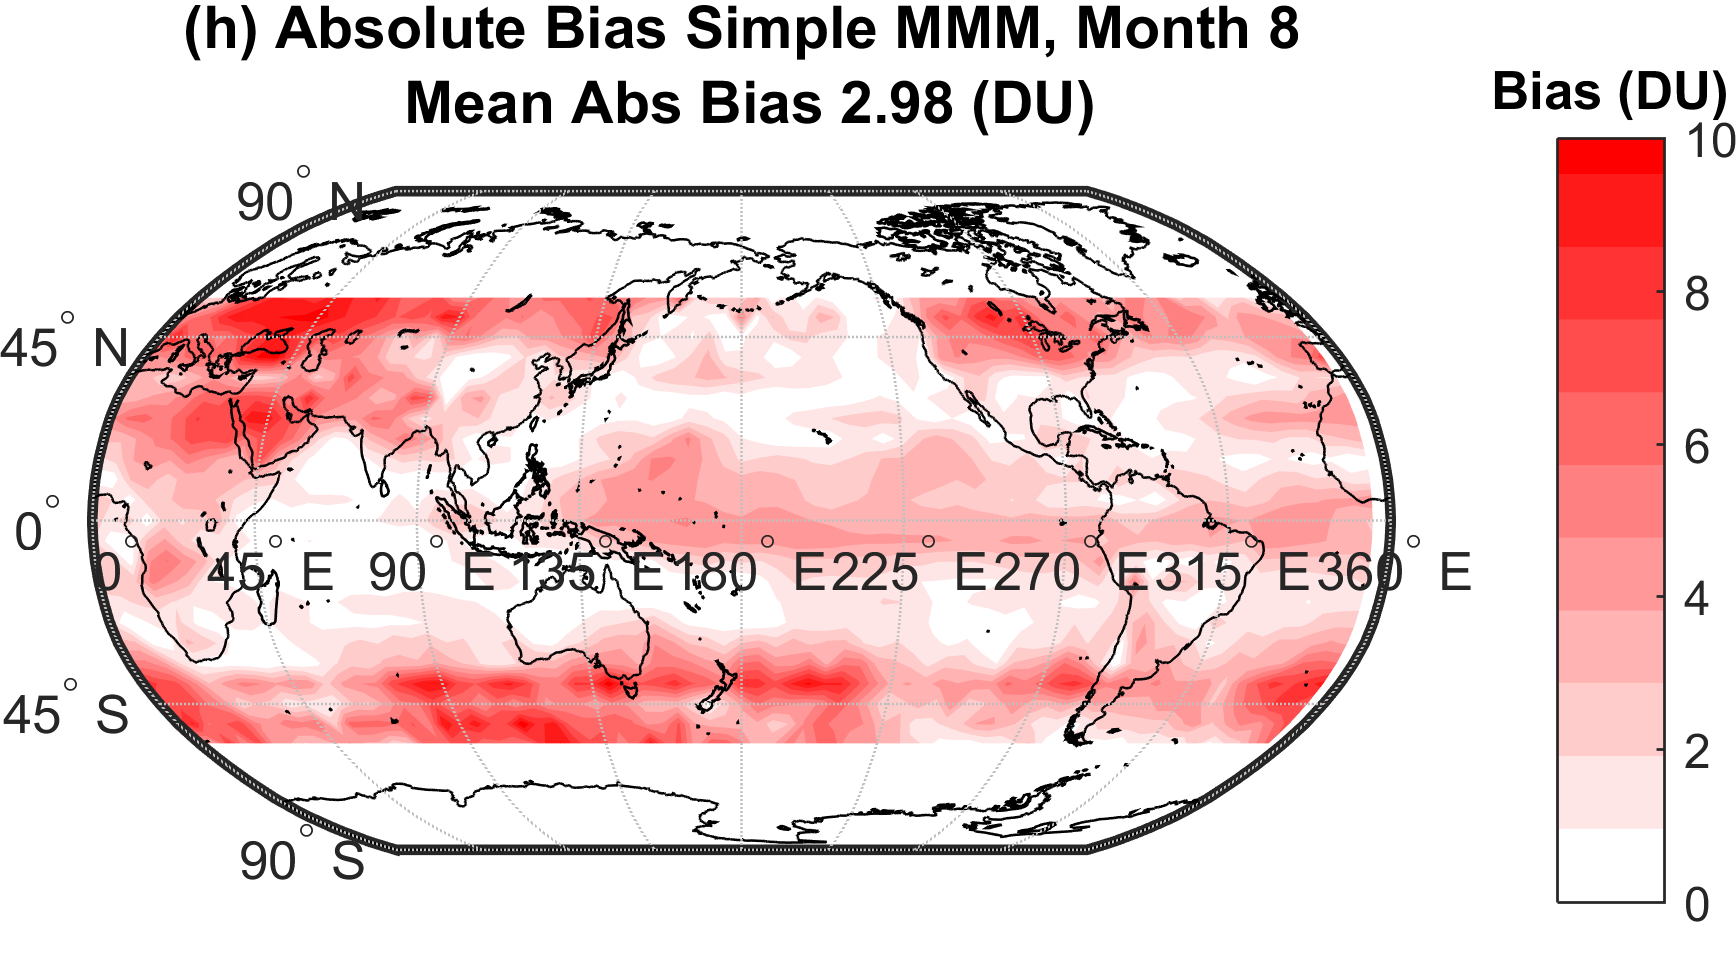 (h) Absolute Bias Simple MMM, Month 8
Mean Abs Bias 2.98 (DU)
Bias (DU)
10
8
6
4
2
0
90° N
45° N
0°
0° 45° E 90° E 135° E 180° E 225° E 270° E 315° E 360° E
45° S
90° S